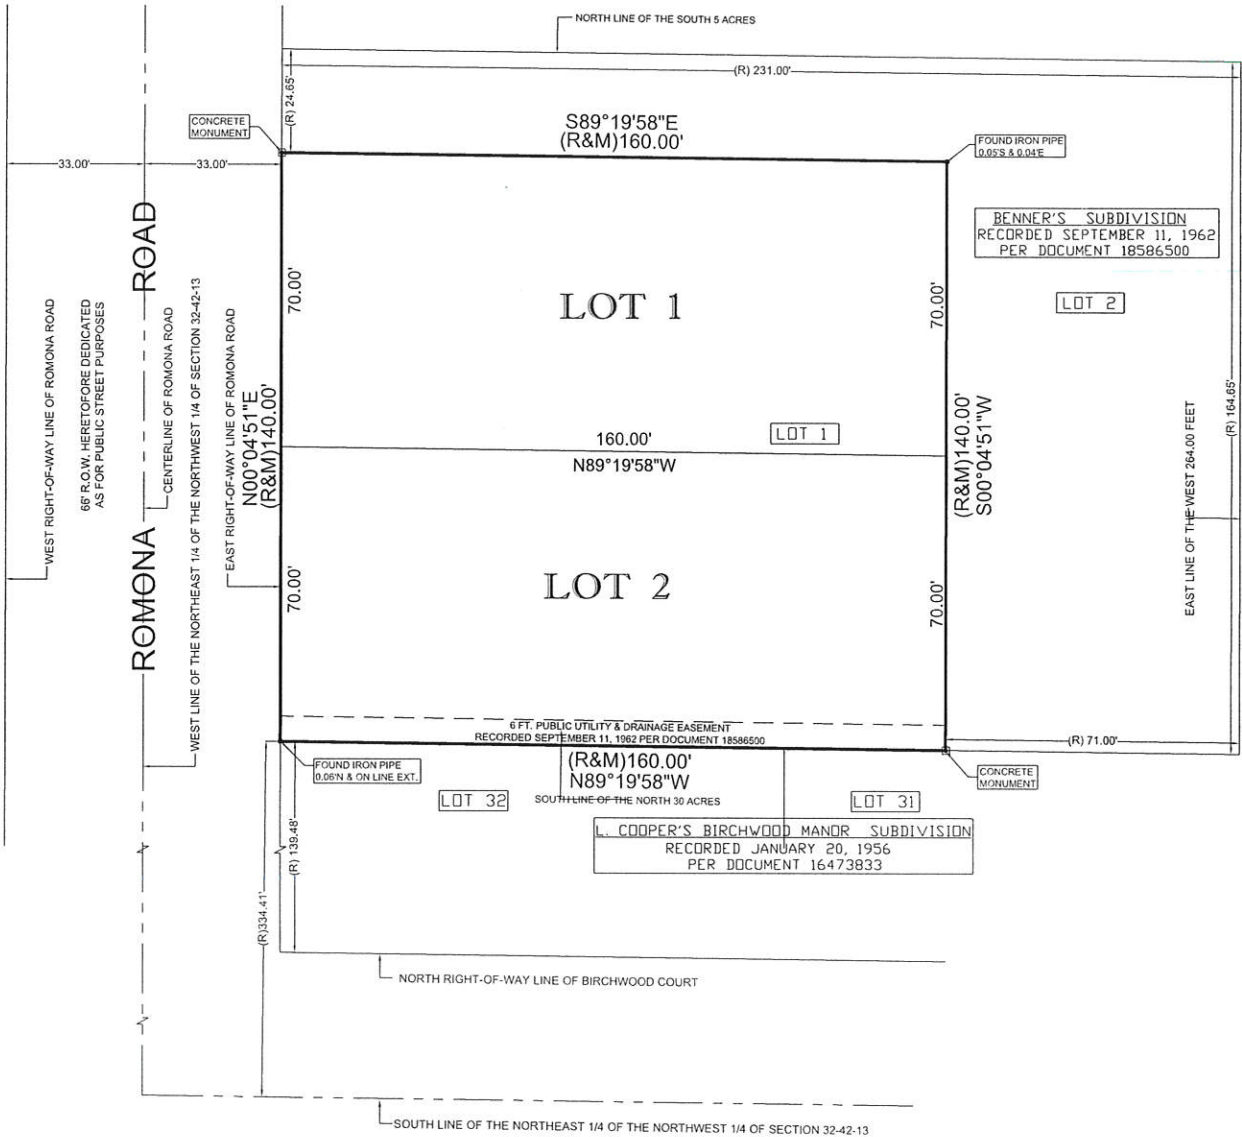 NORTH LINE OF THE SOUTH 5 ACRES
(R) 231.00'
(R) 24.65'
CONCRETE
MONUMENT
S89°19'58"E
(R&M)160.00'
FOUND IRON PIPE
0.05'S & 0.04'E
33.00'
33.00'
BENNER'S SUBDIVISION
RECORDED SEPTEMBER 11, 1962
PER DOCUMENT 18586500
LOT 2
ROMONA ROAD
WEST RIGHT-OF-WAY LINE OF ROMONA ROAD
66' R.O.W. HERETOFORE DEDICATED
AS FOR PUBLIC STREET PURPOSES
CENTERLINE OF ROMONA ROAD
WEST LINE OF THE NORTHEAST 1/4 OF THE NORTHWEST 1/4 OF SECTION 32-42-13
EAST RIGHT-OF-WAY LINE OF ROMONA ROAD
N00°04'51"E
(R&M)140.00'
70.00'
LOT 1
70.00'
160.00'
LOT 1
N89°19'58"W
(R&M)140.00'
S00°04'51"W
EAST LINE OF THE WEST 264.00 FEET
(R) 164.65'
70.00'
LOT 2
70.00'
6 FT. PUBLIC UTILITY & DRAINAGE EASEMENT
RECORDED SEPTEMBER 11, 1962 PER DOCUMENT 18586500
(R) 71.00'
FOUND IRON PIPE
0.06'N & ON LINE EXT.
(R&M)160.00'
N89°19'58"W
CONCRETE
MONUMENT
LOT 32
SOUTH LINE OF THE NORTH 30 ACRES
LOT 31
L. COOPER'S BIRCHWOOD MANOR SUBDIVISION
RECORDED JANUARY 20, 1956
PER DOCUMENT 16473833
(R) 139.48'
(R)334.41'
NORTH RIGHT-OF-WAY LINE OF BIRCHWOOD COURT
SOUTH LINE OF THE NORTHEAST 1/4 OF THE NORTHWEST 1/4 OF SECTION 32-42-13